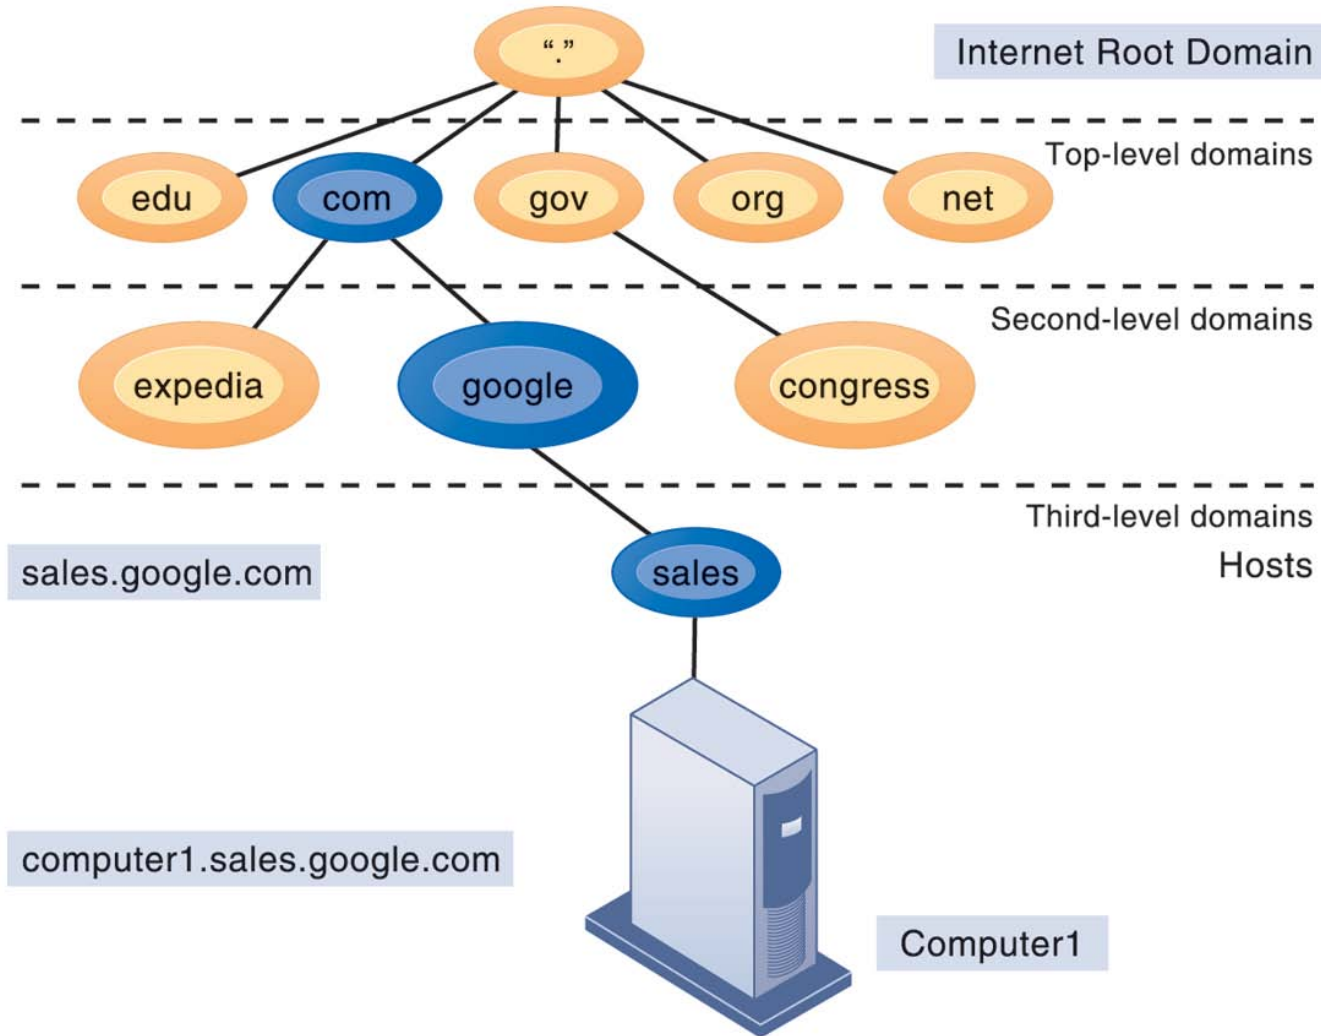 “.”
Internet Root Domain
Top-level domains
edu
com
gov
org
net
Second-level domains
expedia
google
congress
Third-level domains
sales.google.com
sales
Hosts
computer1.sales.google.com
Computer1